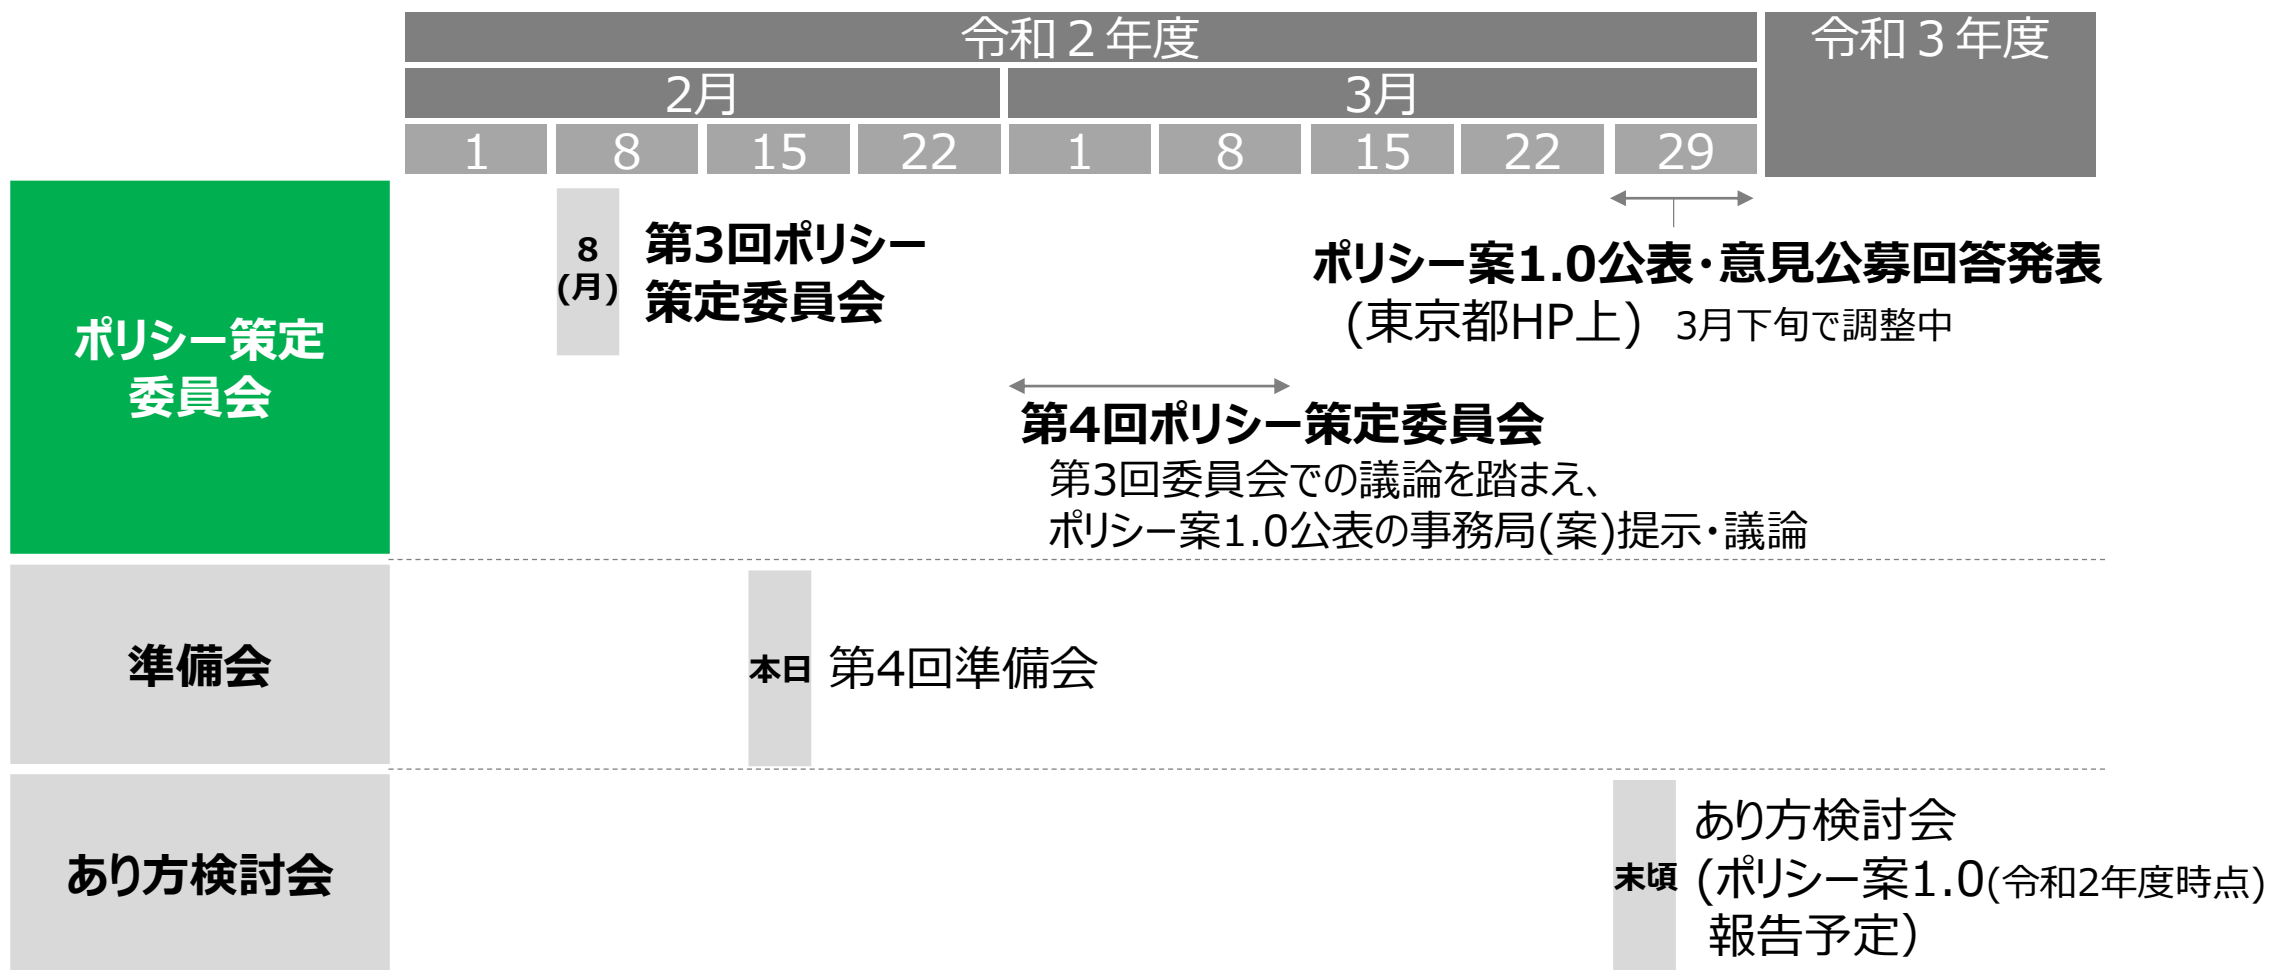 令和２年度
令和３年度
2月
3月
1 8 15 22 1 8 15 22 29
ポリシー策定
委員会
8
(月)
第3回ポリシー
策定委員会
ポリシー案1.0公表・意見公募回答発表
(東京都HP上) 3月下旬で調整中
第4回ポリシー策定委員会
第3回委員会での議論を踏まえ、
ポリシー案1.0公表の事務局(案)提示・議論
準備会
本日
第4回準備会
あり方検討会
末頃
あり方検討会
(ポリシー案1.0(令和2年度時点)
報告予定）